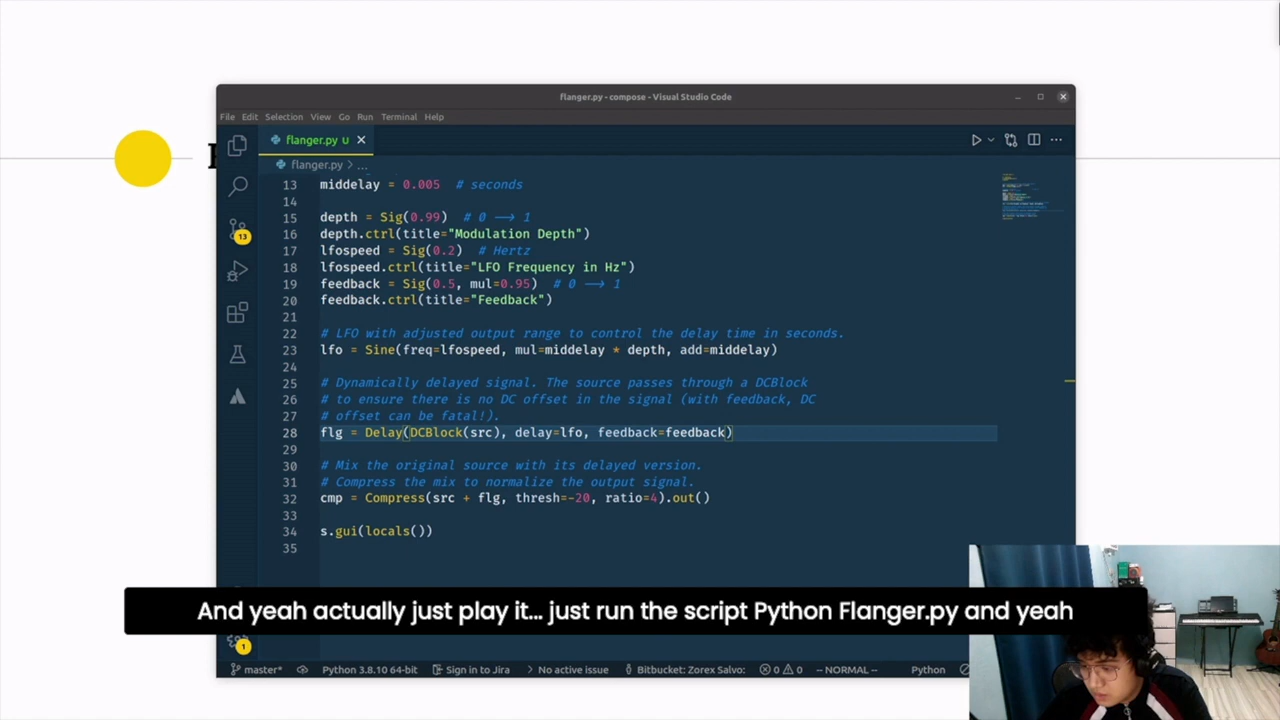 flanger.py - compose - Visual Studio Code
File Edit Selection View Go Run Terminal Help
flanger.py U
flanger.py > ...
13 middelay = 0.005 # seconds
14
15 depth = Sig(0.99) # 0 —> 1
16 depth.ctrl(title="Modulation Depth")
17 lfospeed = Sig(0.2) # Hertz
18 lfospeed.ctrl(title="LFO Frequency in Hz")
19 feedback = Sig(0.5, mul=0.95) # 0 —> 1
20 feedback.ctrl(title="Feedback")
21
22 # LFO with adjusted output range to control the delay time in seconds.
23 lfo = Sine(freq=lfospeed, mul=middelay * depth, add=middelay)
24
25 # Dynamically delayed signal. The source passes through a DCBlock
26 # to ensure there is no DC offset in the signal (with feedback, DC
27 # offset can be fatal!).
28 flg = Delay(DCBlock(src), delay=lfo, feedback=feedback)
29
30 # Mix the original source with its delayed version.
31 # Compress the mix to normalize the output signal.
32 cmp = Compress(src + flg, thresh=-20, ratio=4).out()
33
34 s.gui(locals())
35
13
And yeah actually just play it... just run the script Python Flanger.py and yeah
1
master* Python 3.8.10 64-bit Sign in to Jira No active issue Bitbucket: Zorex Salvo: 0 0 -- NORMAL -- Python